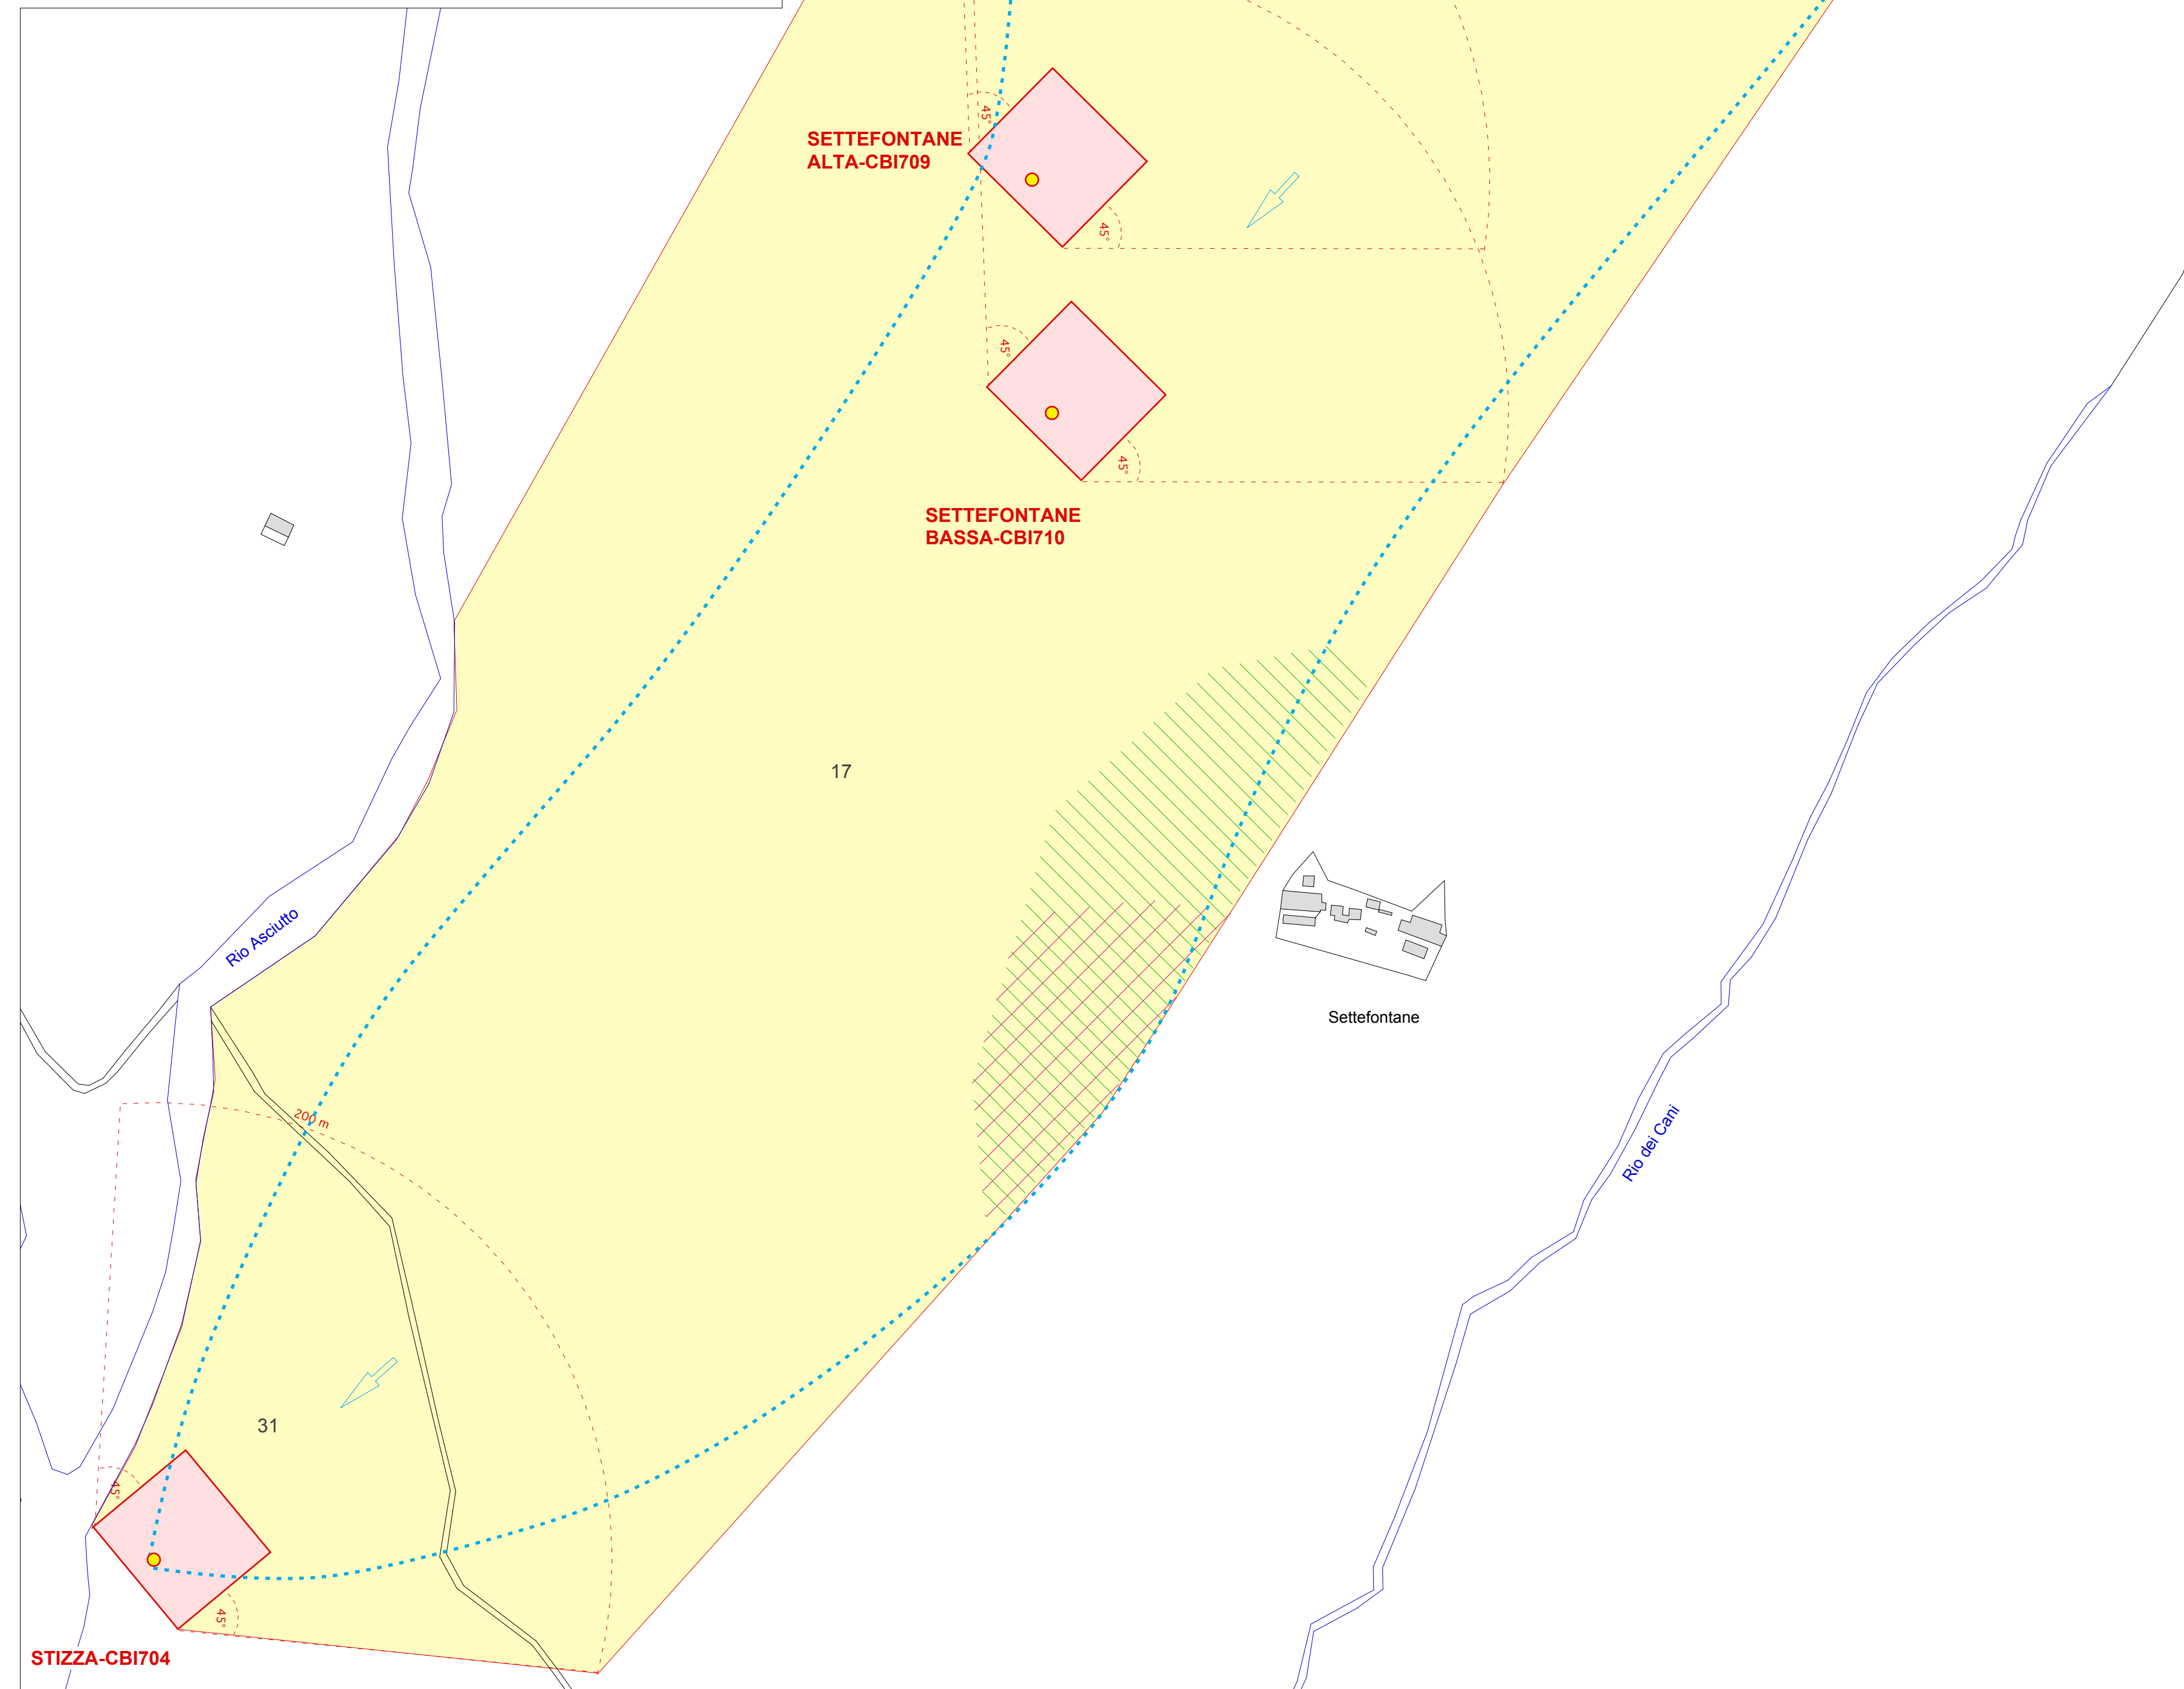 45°
SETTEFONTANE
ALTA-CBI709
45°
45°
45°
SETTEFONTANE
BASSA-CBI710
17
Rio Asciutto
Settefontane
200 m
Rio dei Cani
31
45°
45°
STIZZA-CBI704